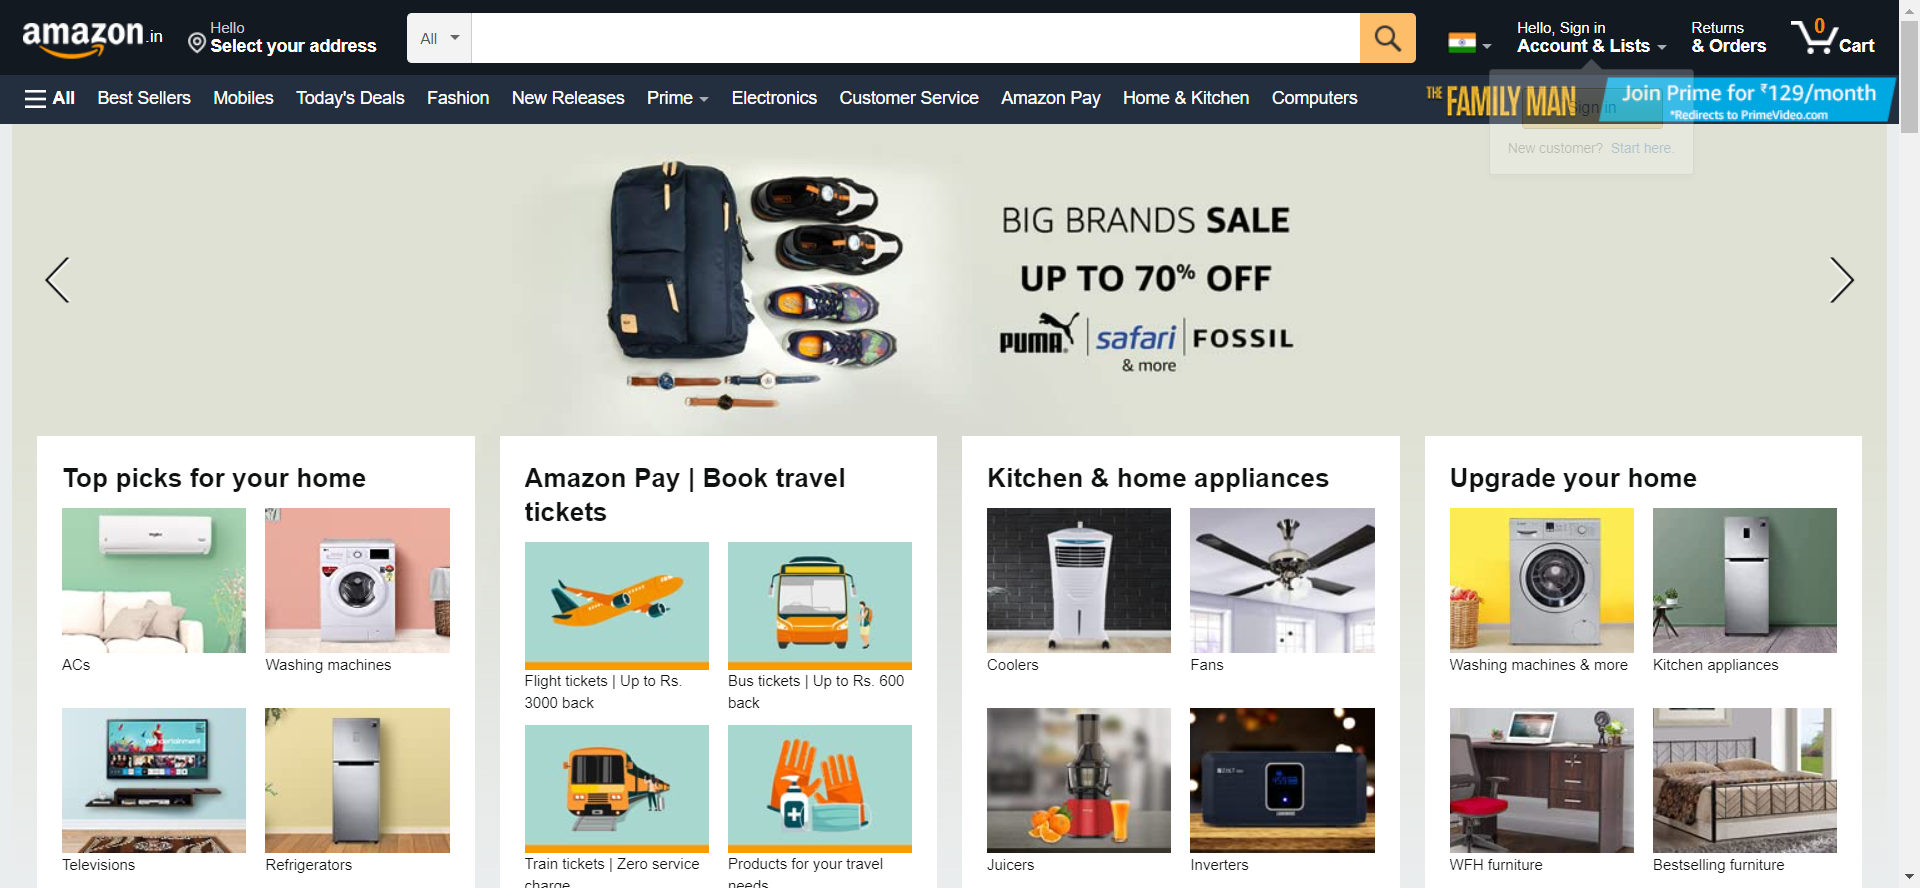 amazon.in
Hello
Select your address
All
Hello, Sign in
Account & Lists
Returns
& Orders
0
Cart
All
Best Sellers
Mobiles
Today's Deals
Fashion
New Releases
Prime
Electronics
Customer Service
Amazon Pay
Home & Kitchen
Computers
THE FAMILY MAN
Join Prime for ₹129/month
*Redirects to PrimeVideo.com
Sign in
New customer? Start here.
BIG BRANDS SALE
UP TO 70% OFF
PUMA | safari | FOSSIL
& more
Top picks for your home
ACs
Washing machines
Televisions
Refrigerators
Amazon Pay | Book travel
tickets
Flight tickets | Up to Rs.
3000 back
Bus tickets | Up to Rs. 600
back
Train tickets | Zero service
charge
Products for your travel
needs
Kitchen & home appliances
Coolers
Fans
Juicers
Inverters
Upgrade your home
Washing machines & more
Kitchen appliances
WFH furniture
Bestselling furniture